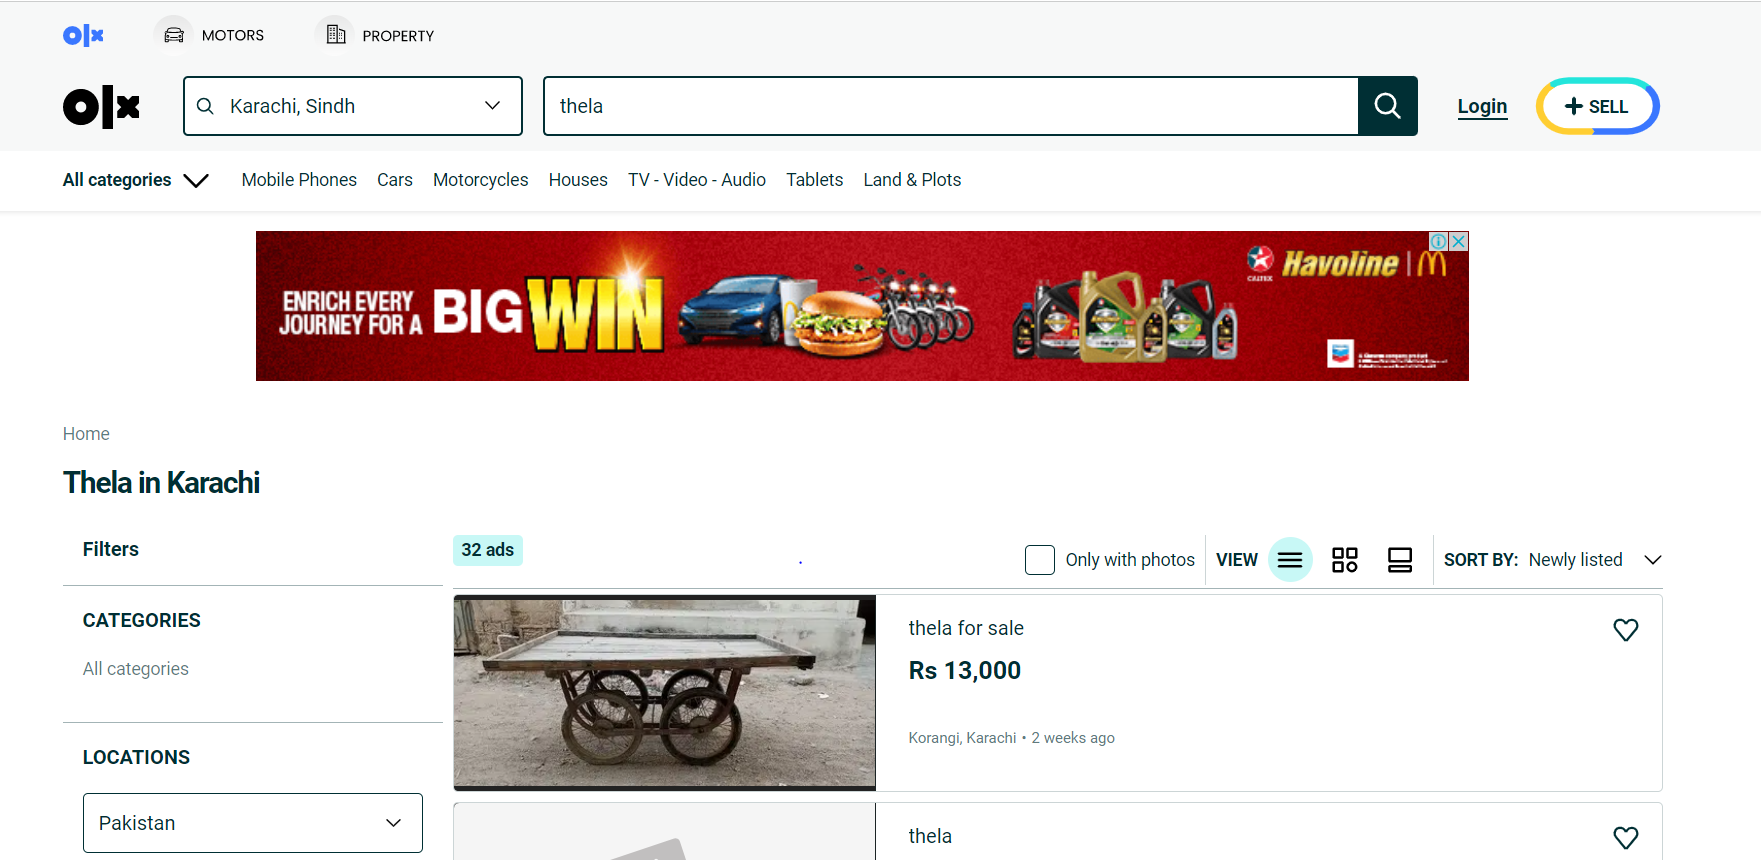 olx MOTORS PROPERTY
olx Karachi, Sindh thela Login + SELL
All categories Mobile Phones Cars Motorcycles Houses TV - Video - Audio Tablets Land & Plots
ENRICH EVERY
JOURNEY FOR A
BIG WIN
CALTEX Havoline
Home
Thela in Karachi
Filters
32 ads Only with photos VIEW SORT BY: Newly listed
CATEGORIES
All categories
LOCATIONS
Pakistan
thela for sale
Rs 13,000
Korangi, Karachi • 2 weeks ago
thela